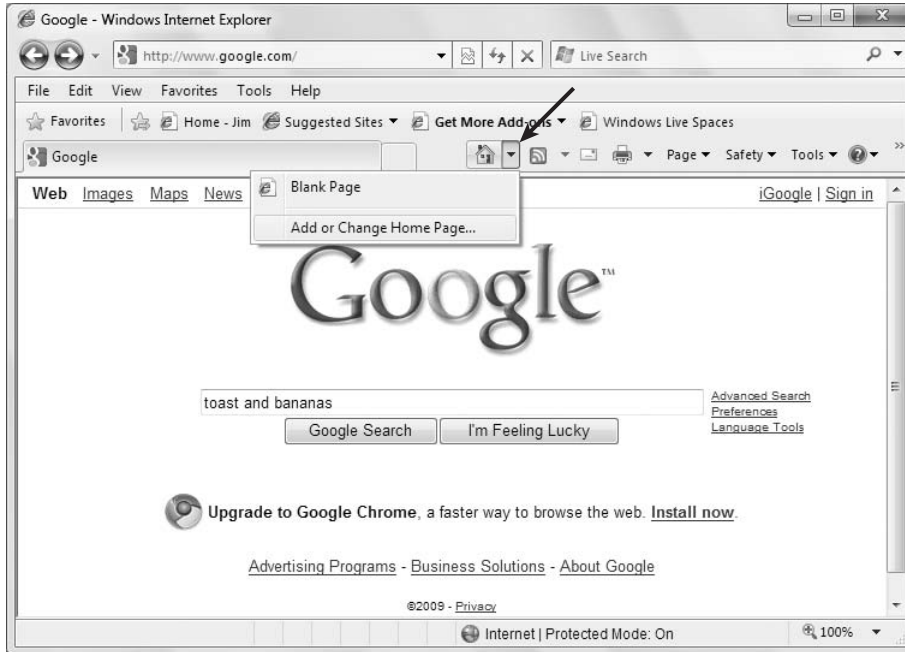 Google - Windows Internet Explorer
http://www.google.com/ Live Search
File Edit View Favorites Tools Help
Favorites Home - Jim Suggested Sites Get More Add-ons Windows Live Spaces
Google Page Safety Tools
Web Images Maps News iGoogle | Sign in
Blank Page
Add or Change Home Page...
Google™
toast and bananas
Advanced Search
Preferences
Language Tools
Google Search I'm Feeling Lucky
Upgrade to Google Chrome, a faster way to browse the web. Install now.
Advertising Programs - Business Solutions - About Google
©2009 - Privacy
Internet | Protected Mode: On 100%